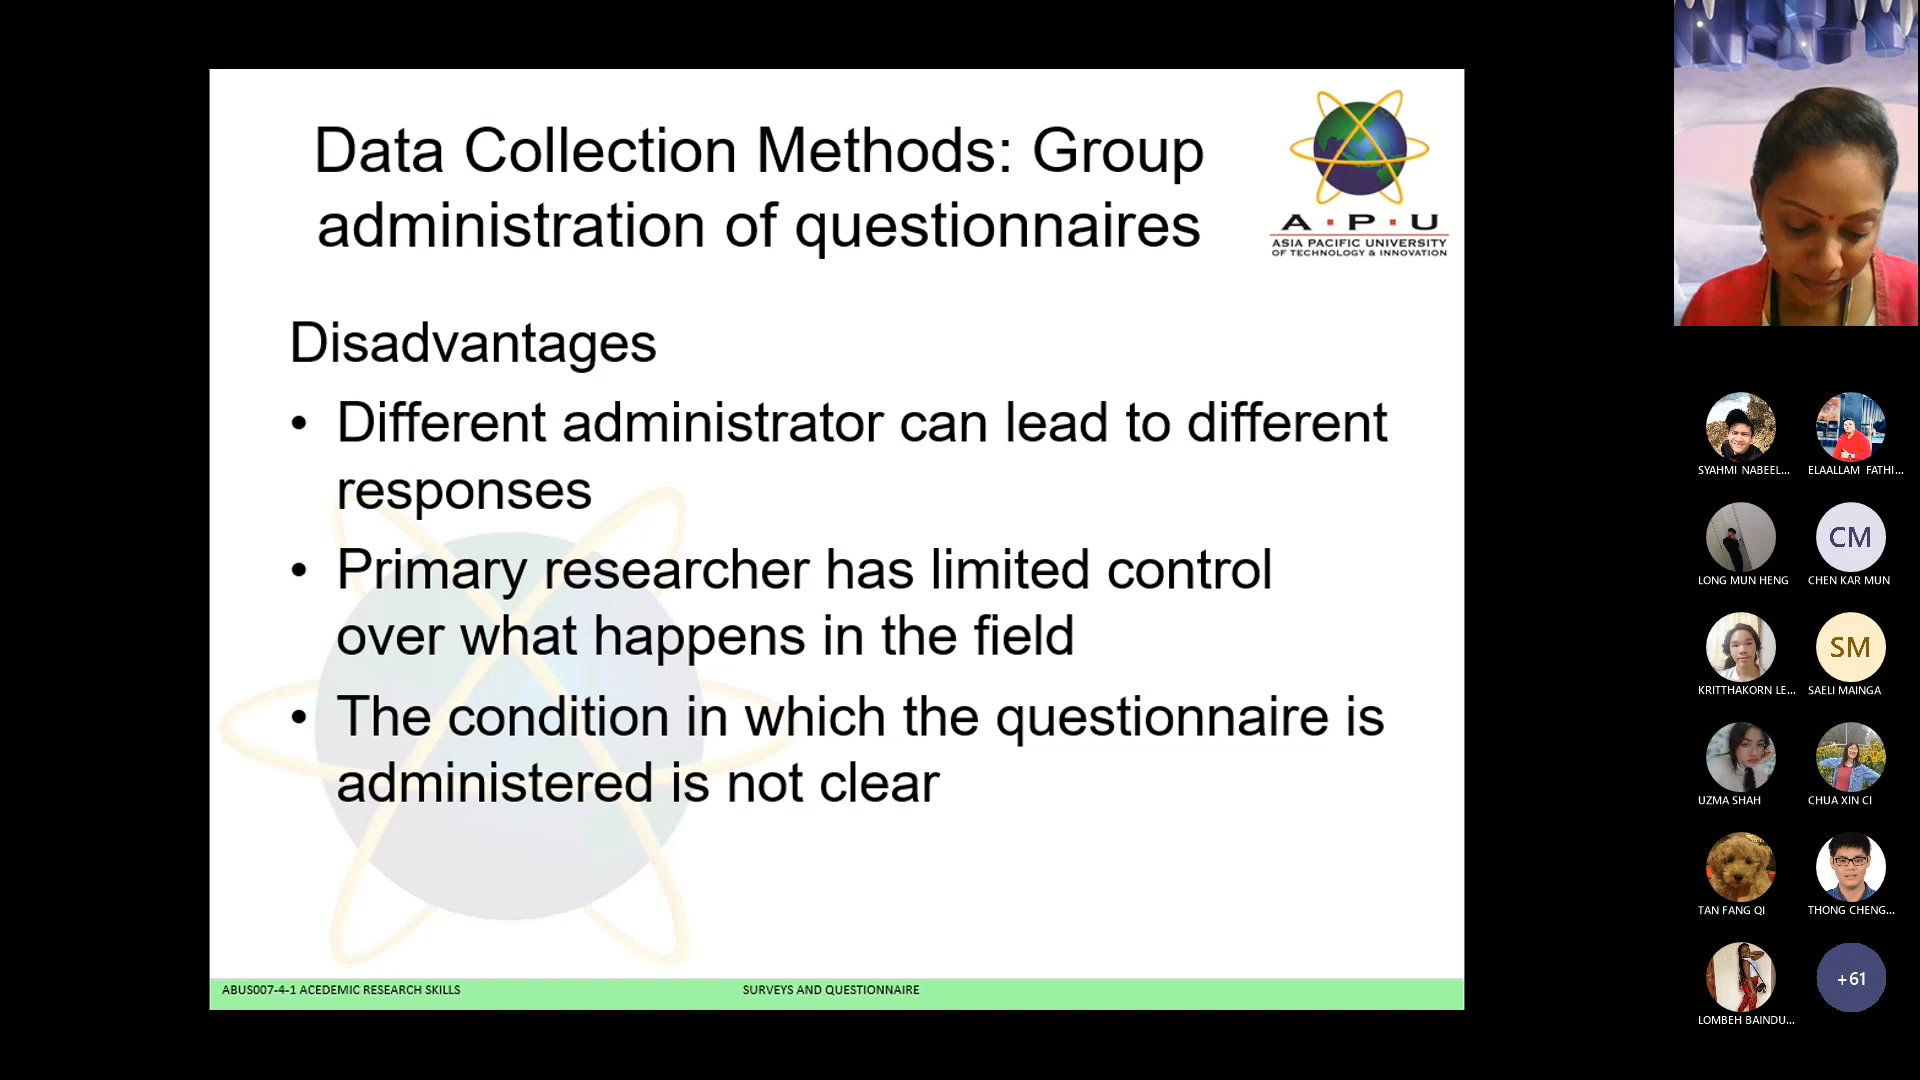 Data Collection Methods: Group
administration of questionnaires
A·P·U
ASIA PACIFIC UNIVERSITY
OF TECHNOLOGY & INNOVATION
Disadvantages
• Different administrator can lead to different
responses
• Primary researcher has limited control
over what happens in the field
• The condition in which the questionnaire is
administered is not clear
ABUS007-4-1 ACEDEMIC RESEARCH SKILLS
SURVEYS AND QUESTIONNAIRE
SYAHMI NABEEL...
ELAALLAM FATHI...
LONG MUN HENG
CM
CHEN KAR MUN
KRITTHAKORN LE...
SM
SAELI MAINGA
UZMA SHAH
CHUA XIN CI
TAN FANG QI
THONG CHENG...
LOMBEH BAINDU...
+61